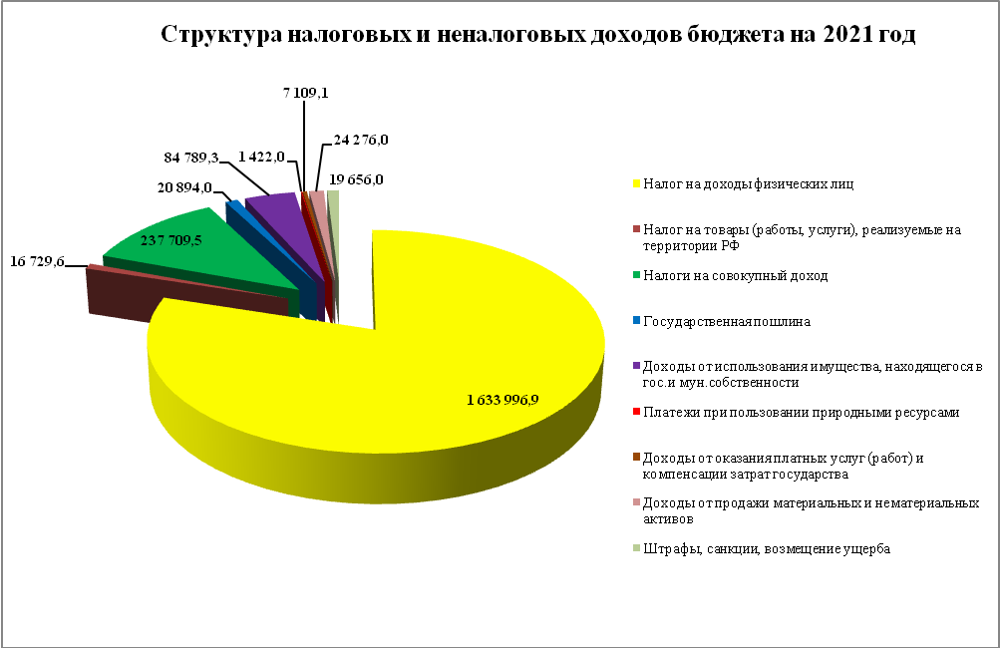 Структура налоговых и неналоговых доходов бюджета на 2021 год
7 109,1
24 276,0
84 789,3
1 422,0
19 656,0
20 894,0
237 709,5
16 729,6
1 633 996,9
Налог на доходы физических лиц
Налог на товары (работы, услуги), реализуемые на
территории РФ
Налоги на совокупный доход
Государственная пошлина
Доходы от использования имущества, находящегося в
гос.и мун.собственности
Платежи при пользовании природными ресурсами
Доходы от оказания платных услуг (работ) и
компенсации затрат государства
Доходы от продажи материальных и нематериальных
активов
Штрафы, санкции, возмещение ущерба